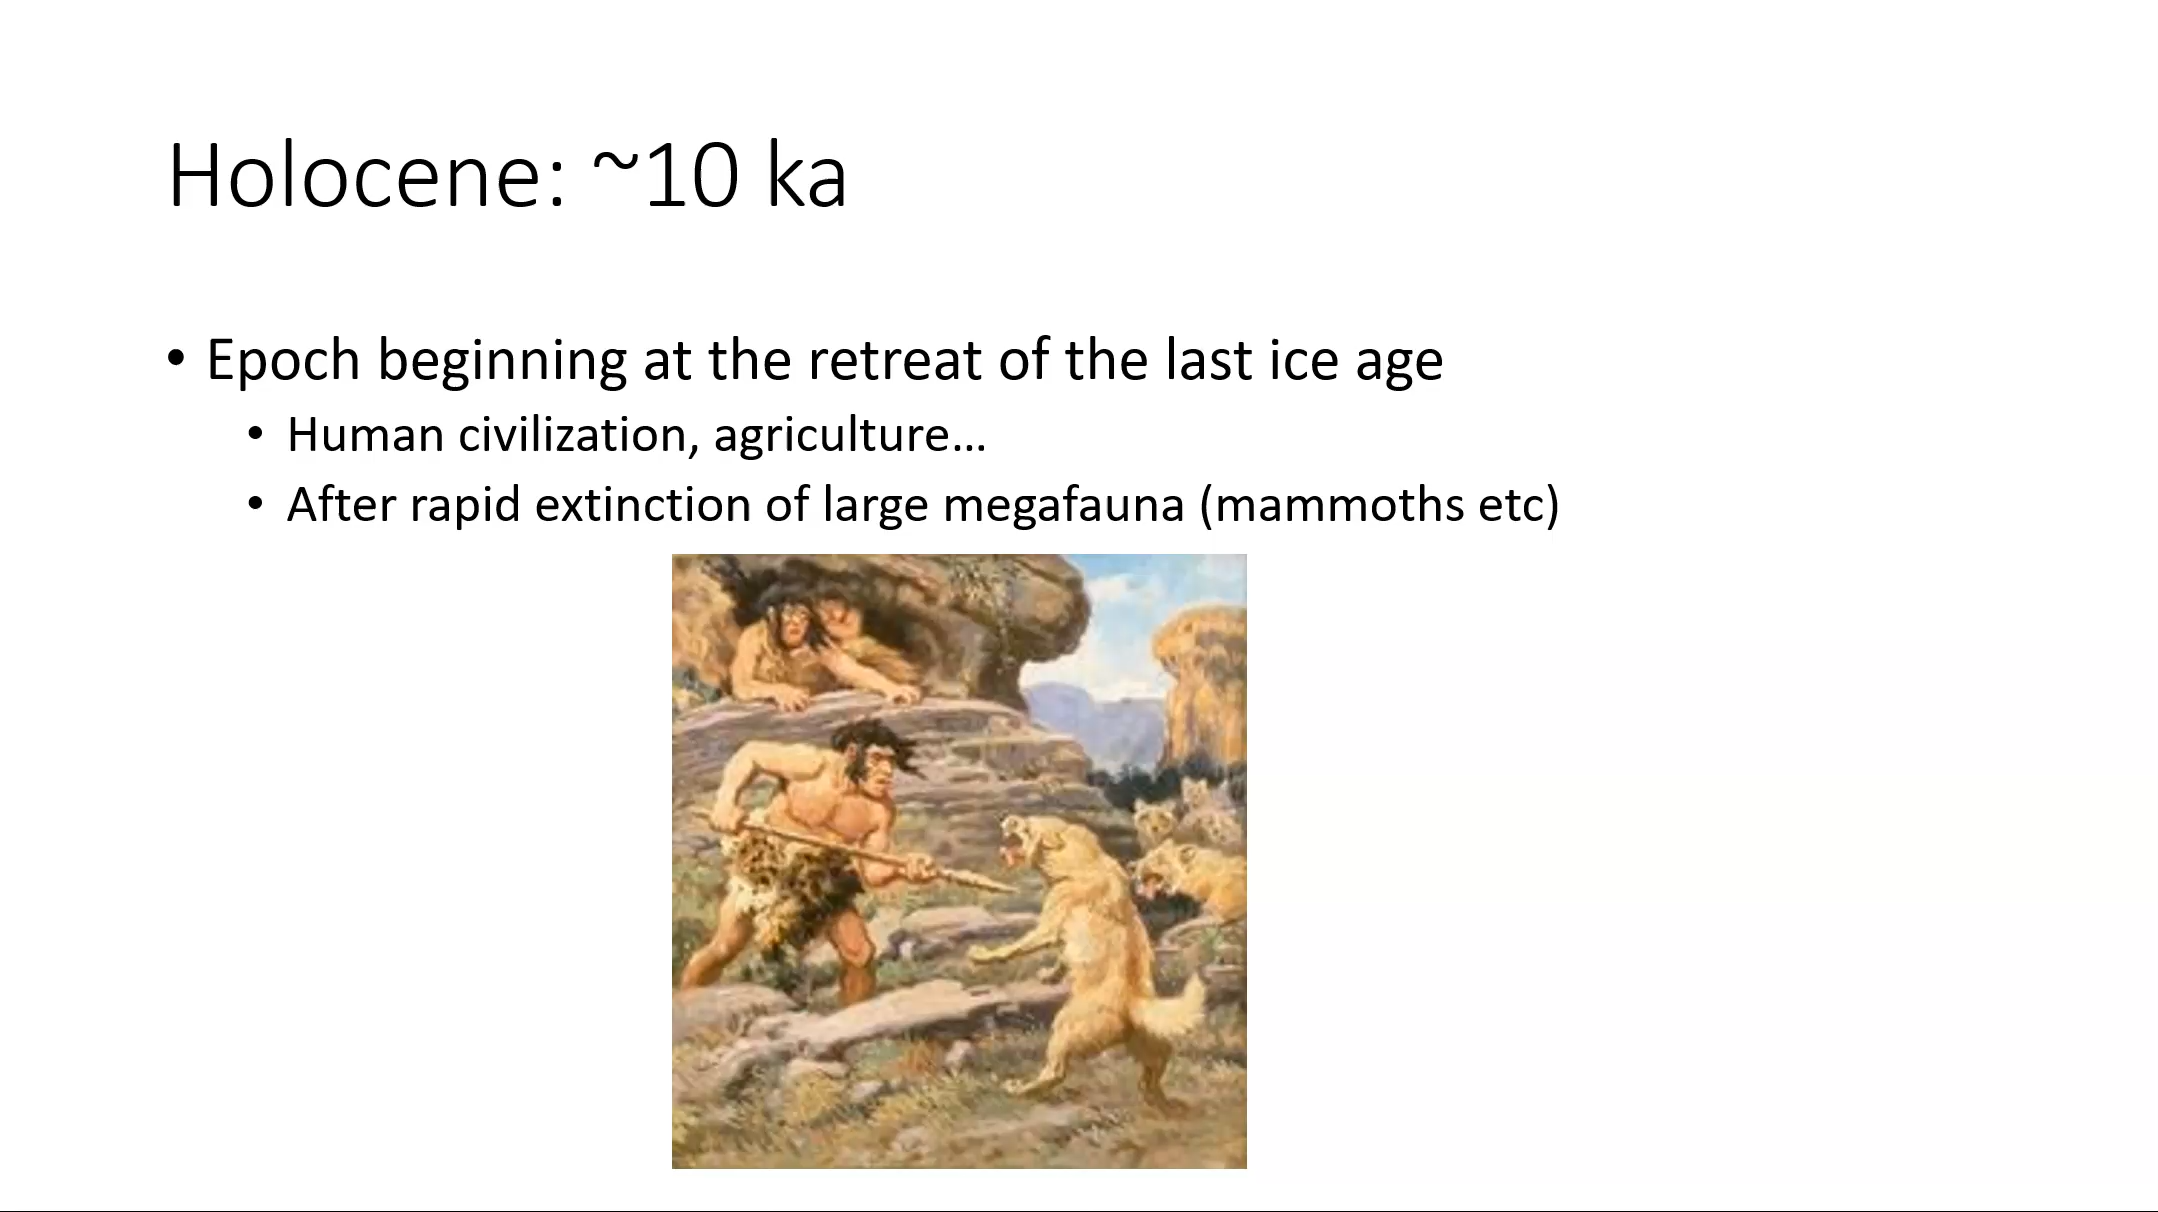 Holocene: ~10 ka
• Epoch beginning at the retreat of the last ice age
• Human civilization, agriculture…
• After rapid extinction of large megafauna (mammoths etc)